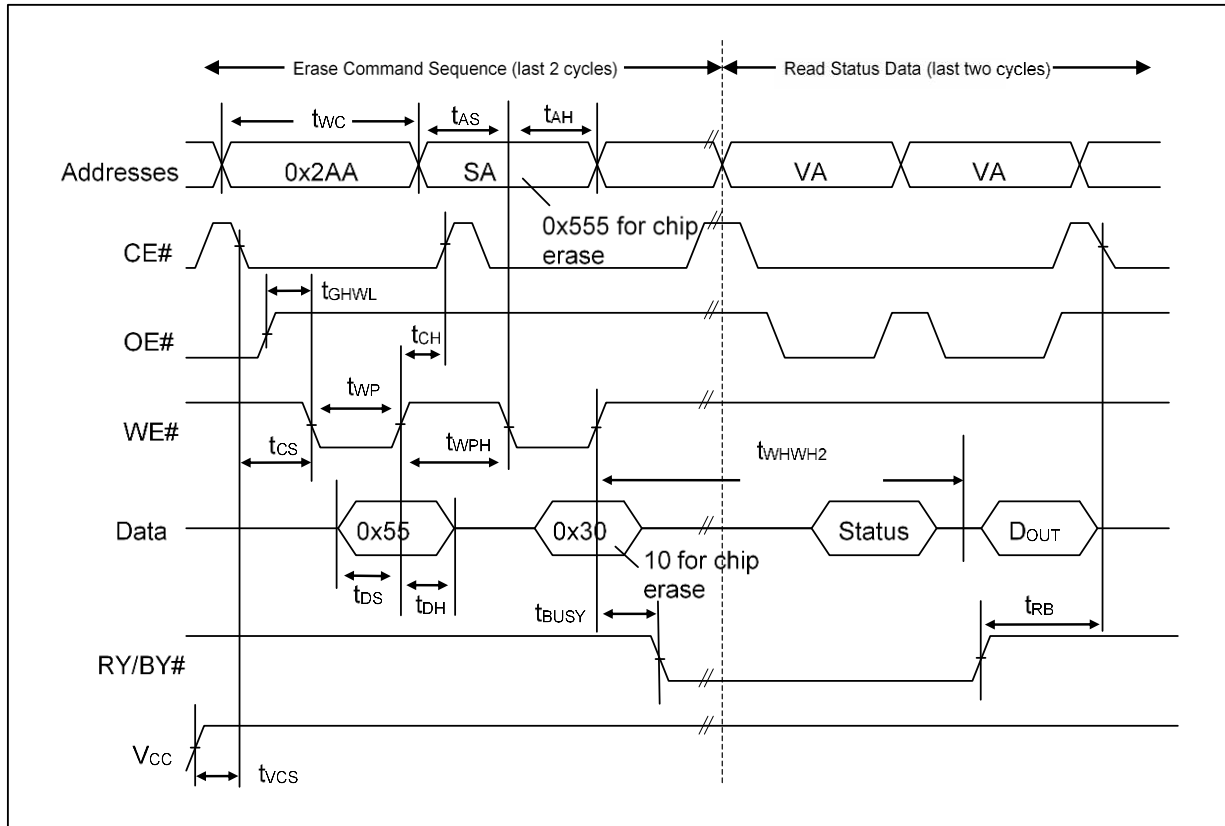 Erase Command Sequence (last 2 cycles)
Read Status Data (last two cycles)
tWC
tAS
tAH
Addresses
0x2AA
SA
VA
VA
0x555 for chip
erase
CE#
tGHWL
OE#
tCH
tWP
WE#
tCS
tWPH
tWHWH2
Data
0x55
0x30
Status
DOUT
10 for chip
erase
tDS
tDH
tBUSY
tRB
RY/BY#
VCC
tVCS